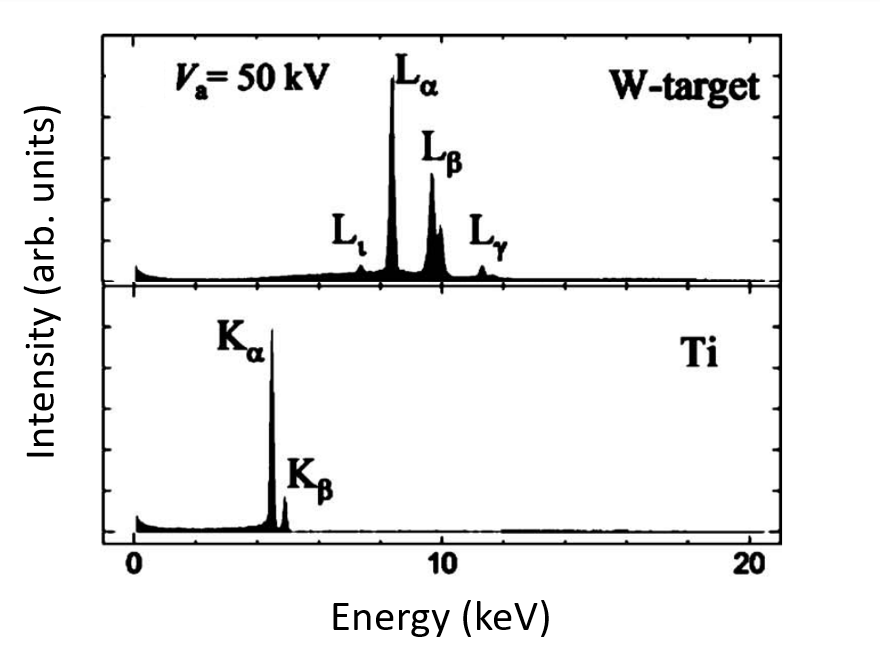 Vₐ= 50 kV
Lα
W-target
Lβ
Lι
Lγ
Intensity (arb. units)
Kα
Ti
Kβ
0 10 20
Energy (keV)